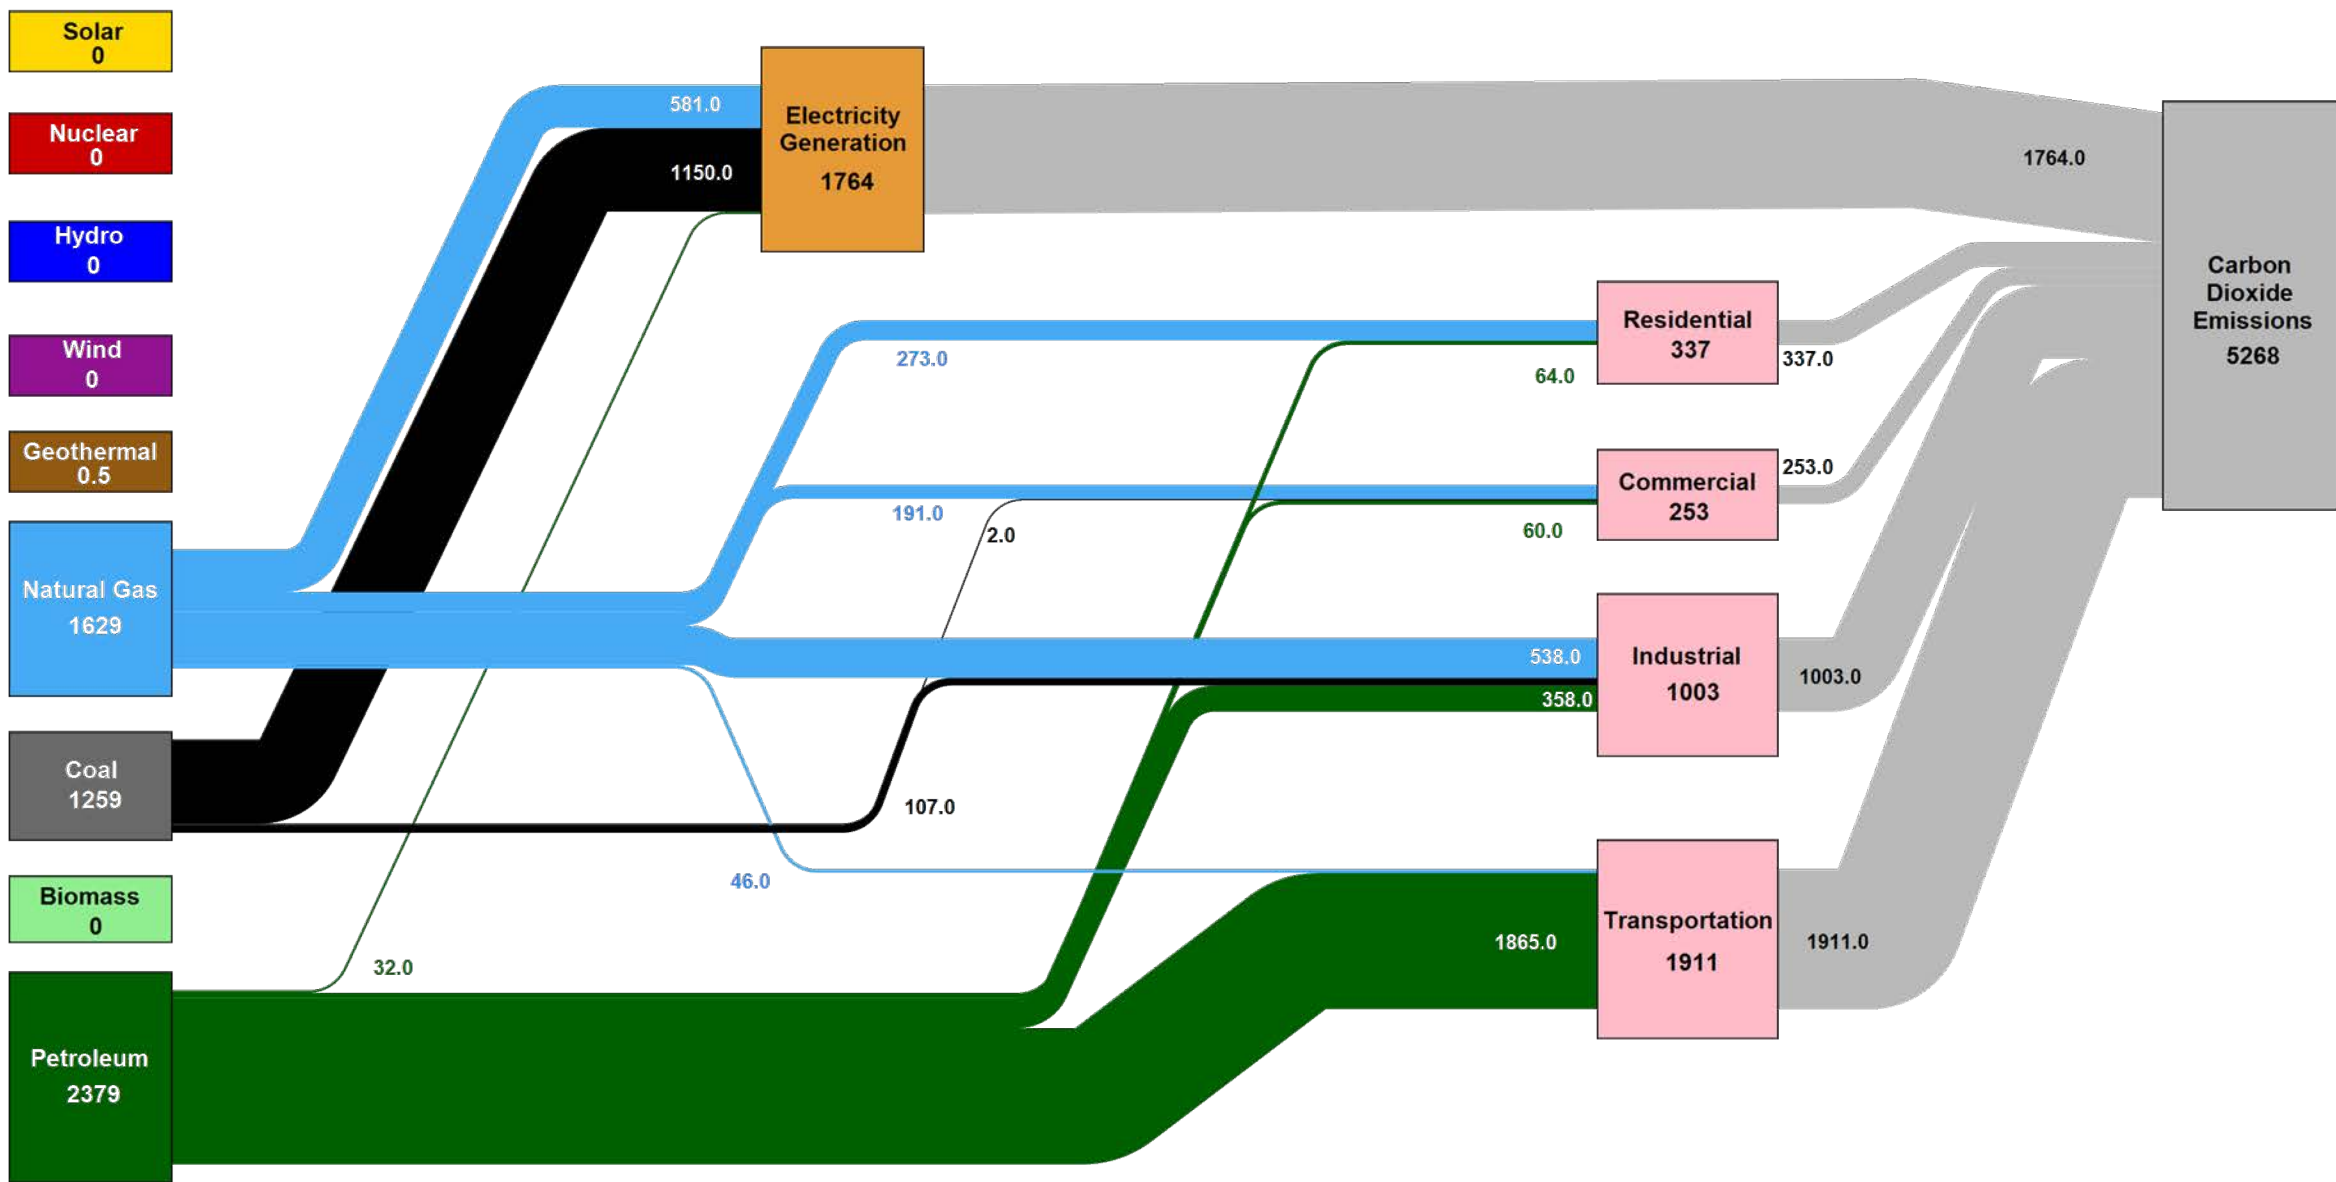 Solar
0
Nuclear
0
Hydro
0
Wind
0
Geothermal
0.5
Natural Gas
1629
Coal
1259
Biomass
0
Petroleum
2379
581.0
1150.0
Electricity
Generation
1764
273.0
191.0
2.0
107.0
46.0
32.0
64.0
60.0
538.0
358.0
1865.0
Residential
337
Commercial
253
Industrial
1003
Transportation
1911
1764.0
337.0
253.0
1003.0
1911.0
Carbon
Dioxide
Emissions
5268